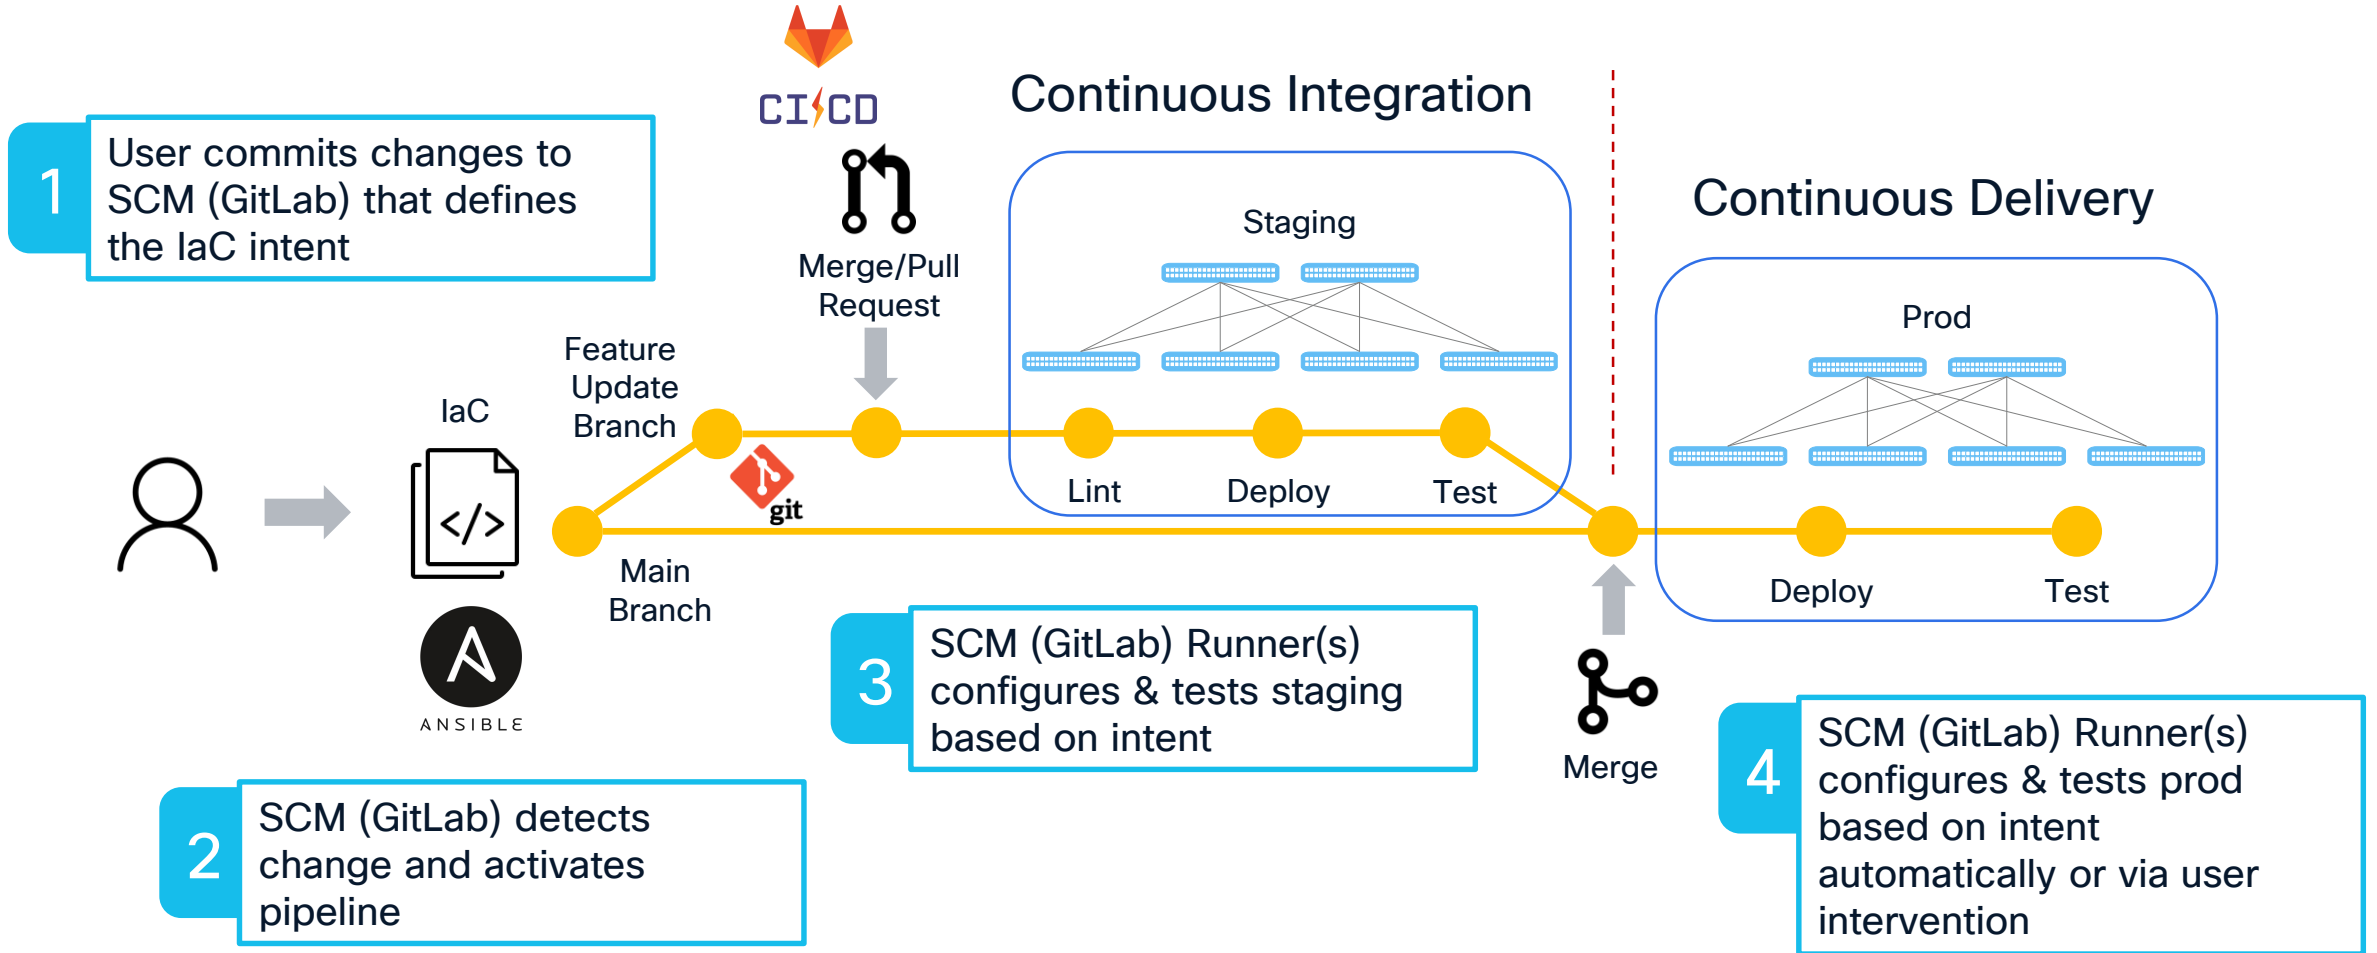 CI/CD
Continuous Integration
1
User commits changes to
SCM (GitLab) that defines
the IaC intent
Continuous Delivery
Staging
Merge/Pull
Request
Prod
Feature
Update
Branch
IaC
git
Lint
Deploy
Test
Main
Branch
Deploy
Test
ANSIBLE
3
SCM (GitLab) Runner(s)
configures & tests staging
based on intent
Merge
4
SCM (GitLab) Runner(s)
configures & tests prod
based on intent
automatically or via user
intervention
2
SCM (GitLab) detects
change and activates
pipeline